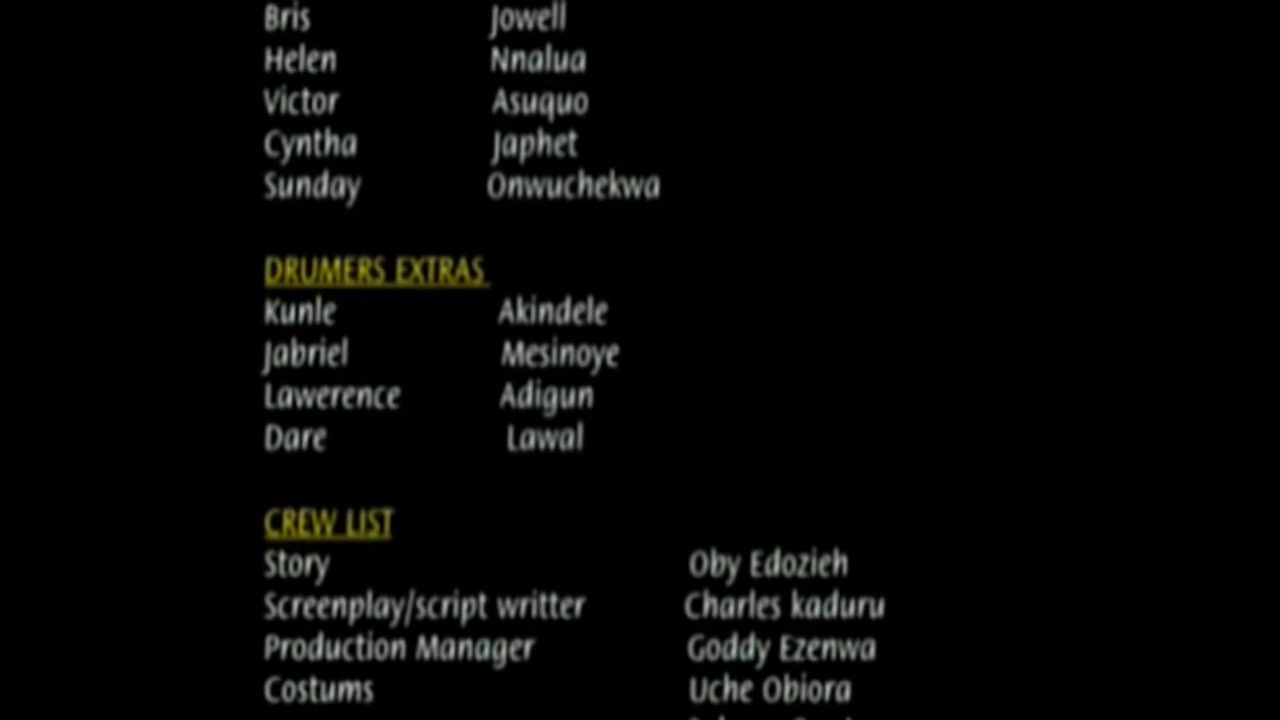 Bris Jowell
Helen Nnalua
Victor Asuquo
Cyntha Japhet
Sunday Onwuchekwa
DRUMERS EXTRAS
Kunle Akindele
Jabriel Mesinoye
Lawerence Adigun
Dare Lawal
CREW LIST
Story Oby Edozieh
Screenplay/script writter Charles kaduru
Production Manager Goddy Ezenwa
Costums Uche Obiora